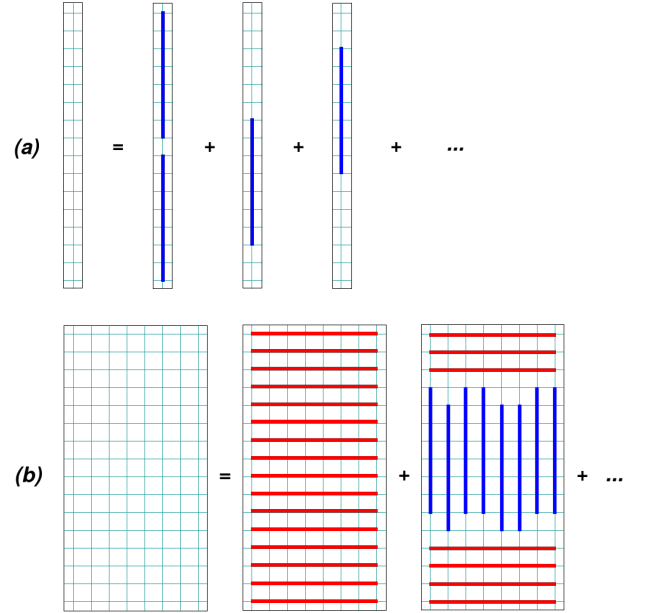 (a) = + + + ...
(b) = + + ...